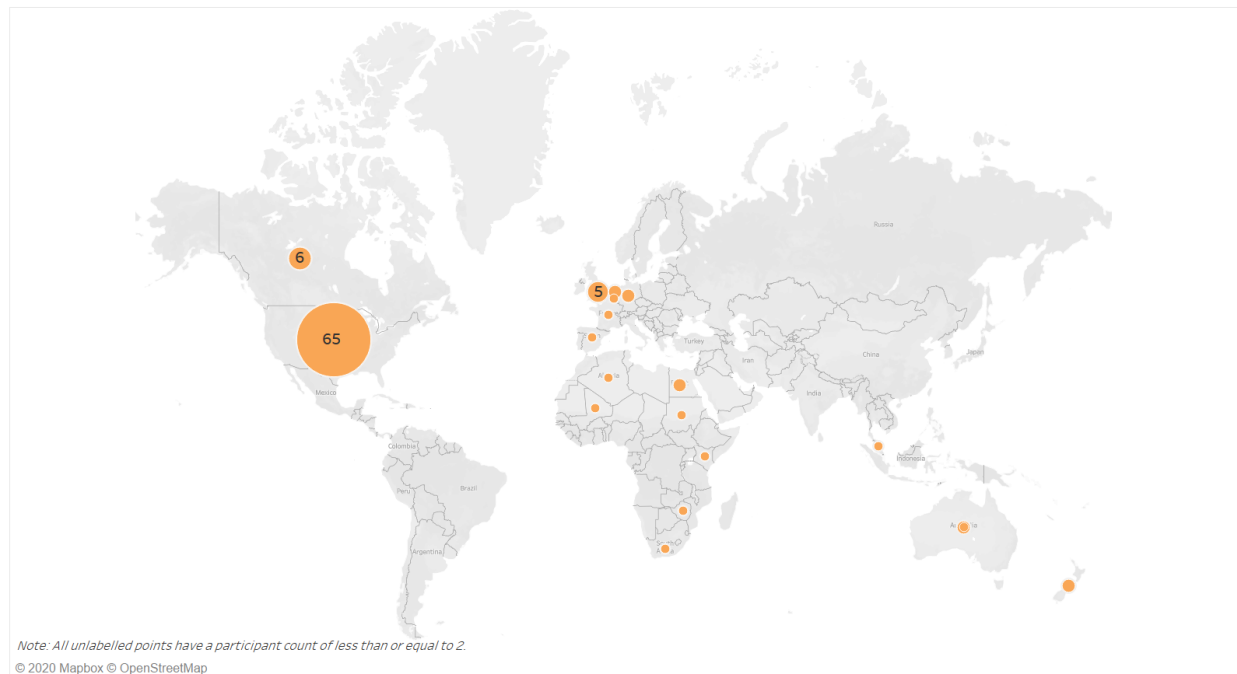 Russia
6
5
Turkey
China
Japan
65
Iran
Mexico
India
Colombia
Indonesia
Peru
Brazil
Argentina
Note: All unlabelled points have a participant count of less than or equal to 2.
© 2020 Mapbox © OpenStreetMap